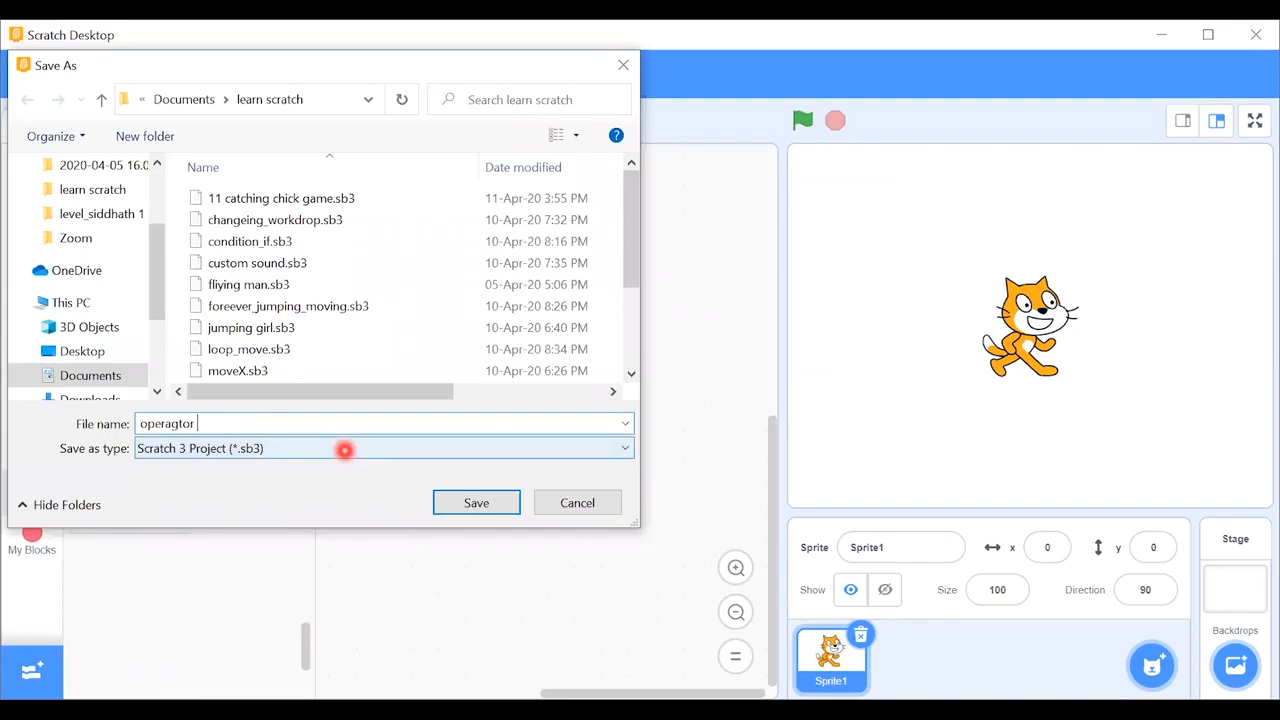 Scratch Desktop
Save As
« Documents › learn scratch
Search learn scratch
Organize
New folder
2020-04-05 16.0
learn scratch
level_siddhath 1
Zoom
OneDrive
This PC
3D Objects
Desktop
Documents
Downloads
Name Date modified
11 catching chick game.sb3 11-Apr-20 3:55 PM
changeing_workdrop.sb3 10-Apr-20 7:32 PM
condition_if.sb3 10-Apr-20 8:16 PM
custom sound.sb3 10-Apr-20 7:35 PM
fliying man.sb3 05-Apr-20 5:06 PM
foreever_jumping_moving.sb3 10-Apr-20 8:26 PM
jumping girl.sb3 10-Apr-20 6:40 PM
loop_move.sb3 10-Apr-20 8:34 PM
moveX.sb3 10-Apr-20 6:26 PM
File name: operagtor
Save as type: Scratch 3 Project (*.sb3)
Hide Folders
Save
Cancel
My Blocks
Sprite Sprite1 x 0 y 0
Show Size 100 Direction 90
Sprite1
Stage
Backdrops